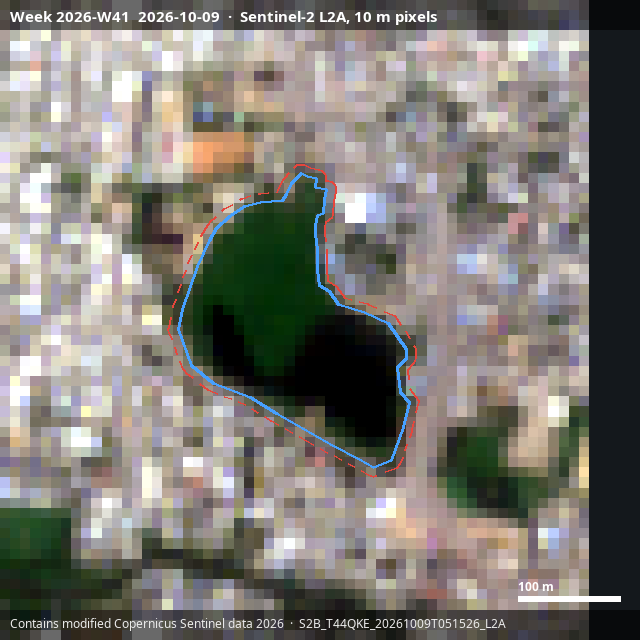 Week 2026-W41  2026-10-09  ·  Sentinel-2 L2A, 10 m pixels
100 m
Contains modified Copernicus Sentinel data 2026  ·  S2B_T44QKE_20261009T051526_L2A